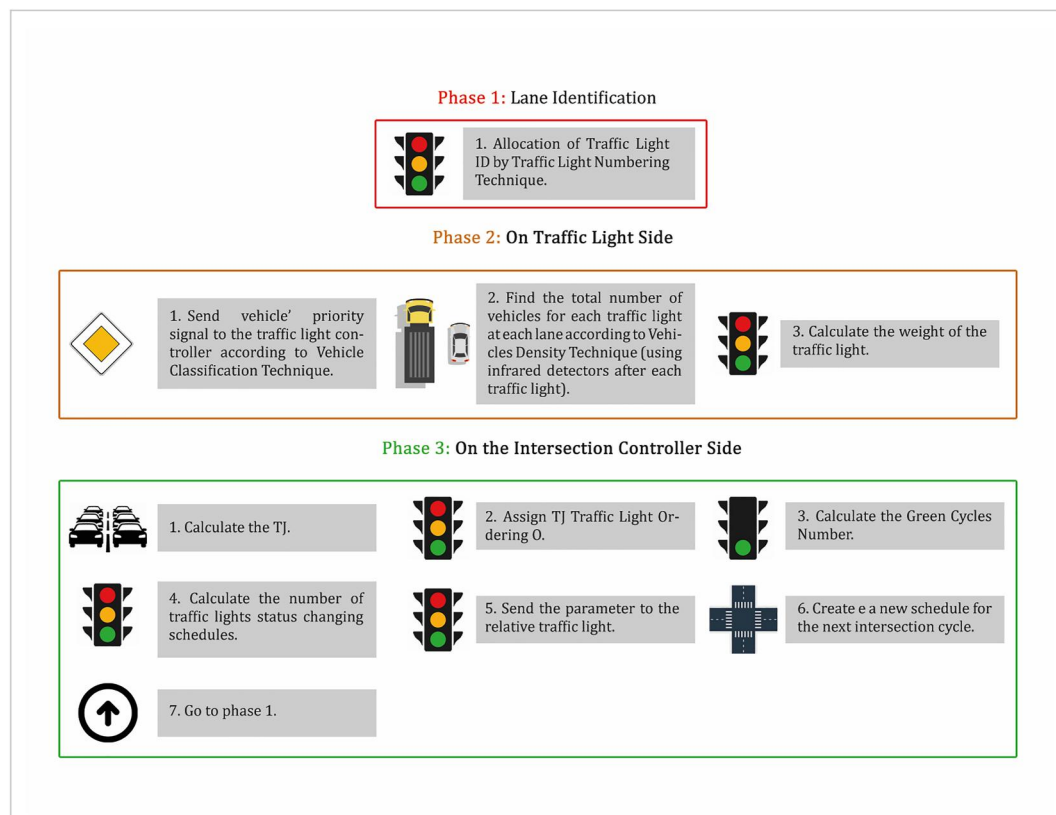 Phase 1: Lane Identification
1. Allocation of Traffic Light
ID by Traffic Light Numbering
Technique.
Phase 2: On Traffic Light Side
1. Send vehicle’ priority
signal to the traffic light con-
troller according to Vehicle
Classification Technique.
2. Find the total number of
vehicles for each traffic light
at each lane according to Vehi-
cles Density Technique (using
infrared detectors after each
traffic light).
3. Calculate the weight of the
traffic light.
Phase 3: On the Intersection Controller Side
1. Calculate the TJ.
2. Assign TJ Traffic Light Or-
dering O.
3. Calculate the Green Cycles
Number.
4. Calculate the number of
traffic lights status changing
schedules.
5. Send the parameter to the
relative traffic light.
6. Create e a new schedule for
the next intersection cycle.
7. Go to phase 1.